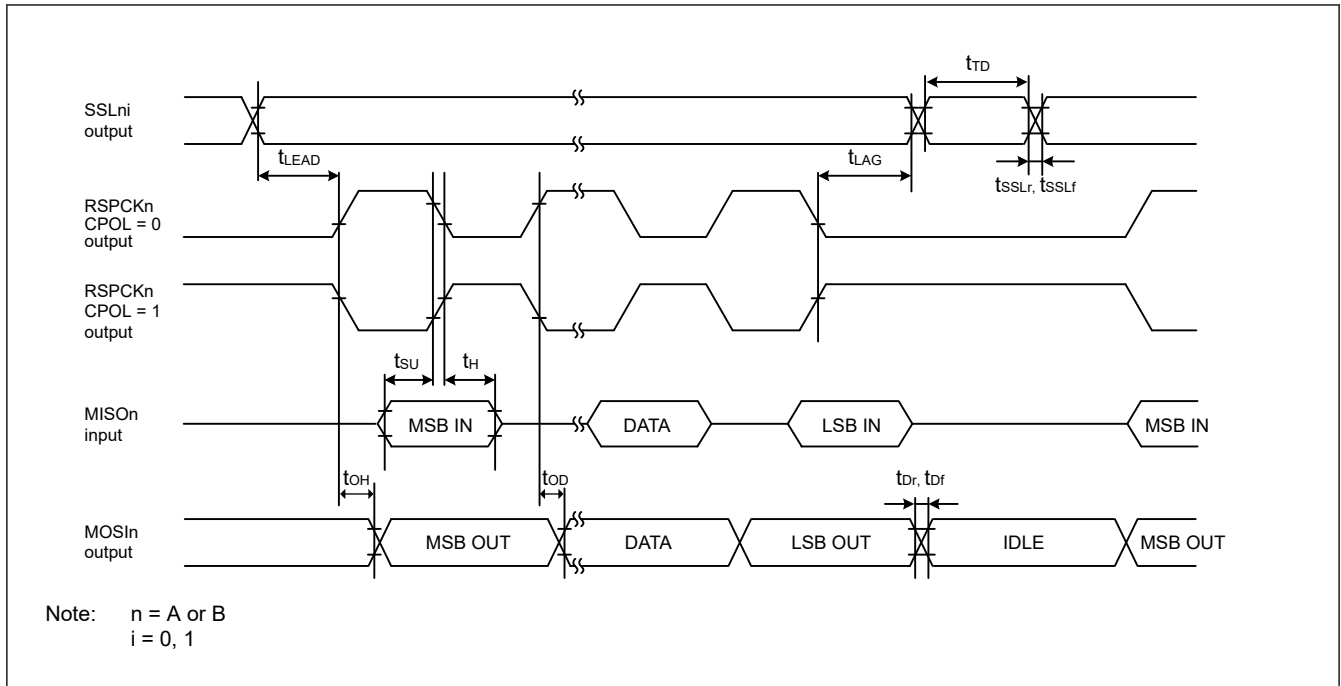 tTD
SSLni
output
tLEAD
tLAG
tSSLr, tSSLf
RSPCKn
CPOL = 0
output
RSPCKn
CPOL = 1
output
tSU
tH
MISOn
input
MSB IN
DATA
LSB IN
MSB IN
tOH
tOD
tDr, tDf
MOSIn
output
MSB OUT
DATA
LSB OUT
IDLE
MSB OUT
Note: n = A or B
i = 0, 1